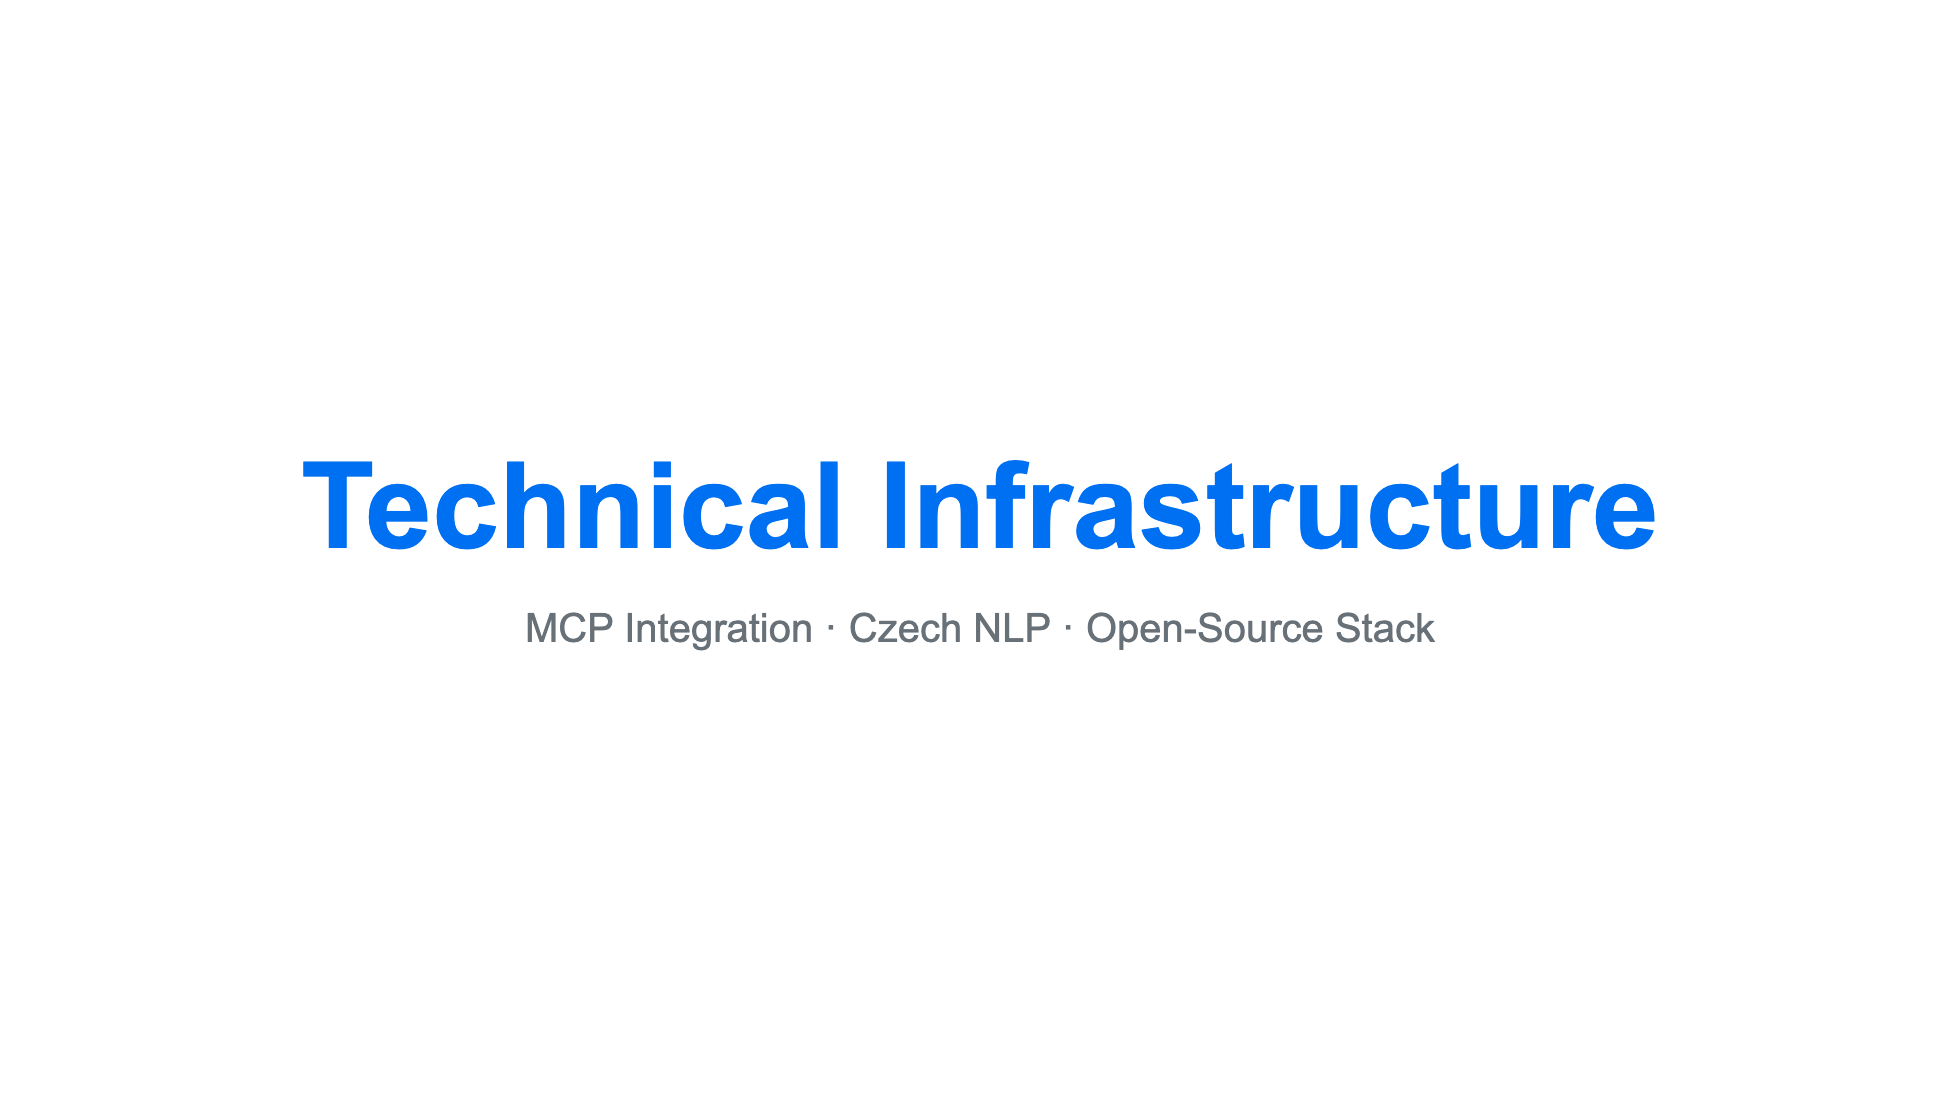 Technical Infrastructure
MCP Integration · Czech NLP · Open-Source Stack